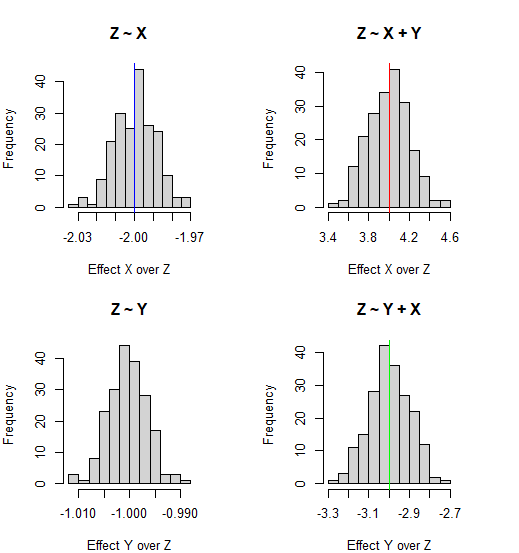 Z ~ X
Frequency
0 10 20 30 40
-2.03 -2.00 -1.97
Effect X over Z
Z ~ X + Y
Frequency
0 10 20 30 40
3.4 3.8 4.2 4.6
Effect X over Z
Z ~ Y
Frequency
0 10 20 30 40
-1.010 -1.000 -0.990
Effect Y over Z
Z ~ Y + X
Frequency
0 10 20 30 40
-3.3 -3.1 -2.9 -2.7
Effect Y over Z